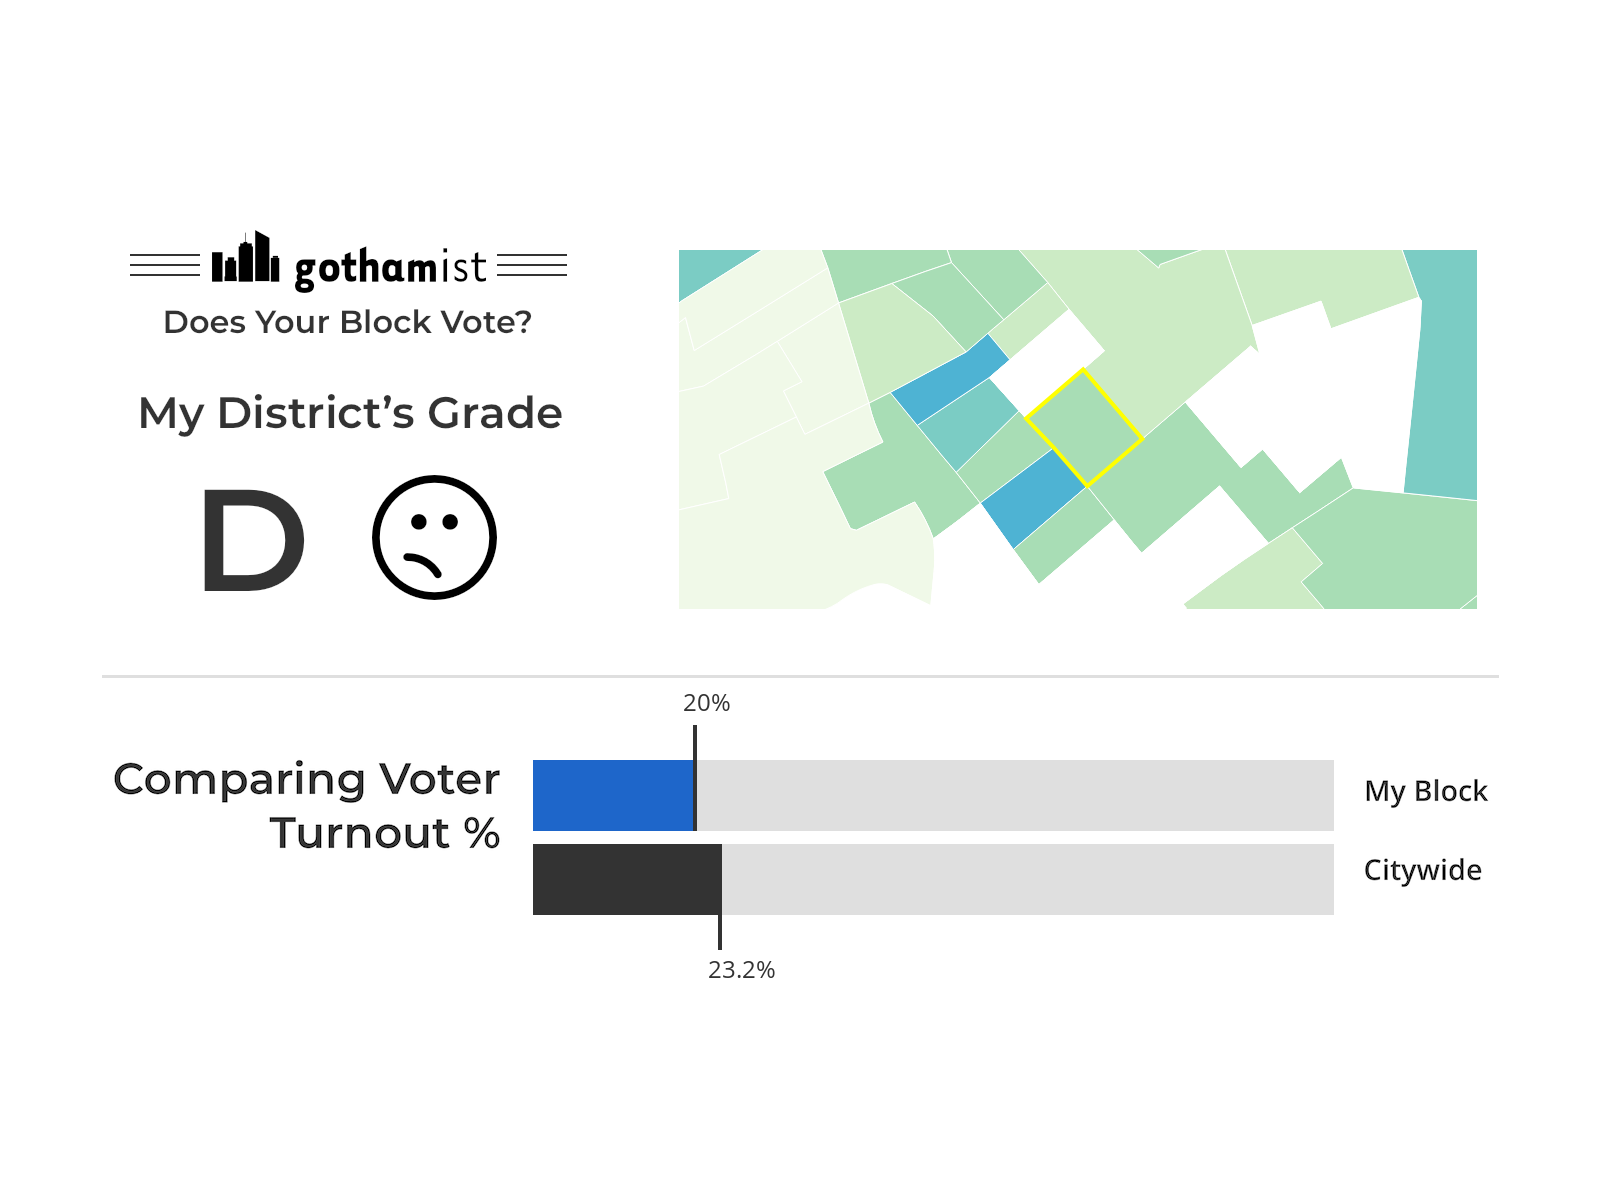 gothamist
Does Your Block Vote?
My District’s Grade
D
20%
Comparing Voter
Turnout %
My Block
Citywide
23.2%